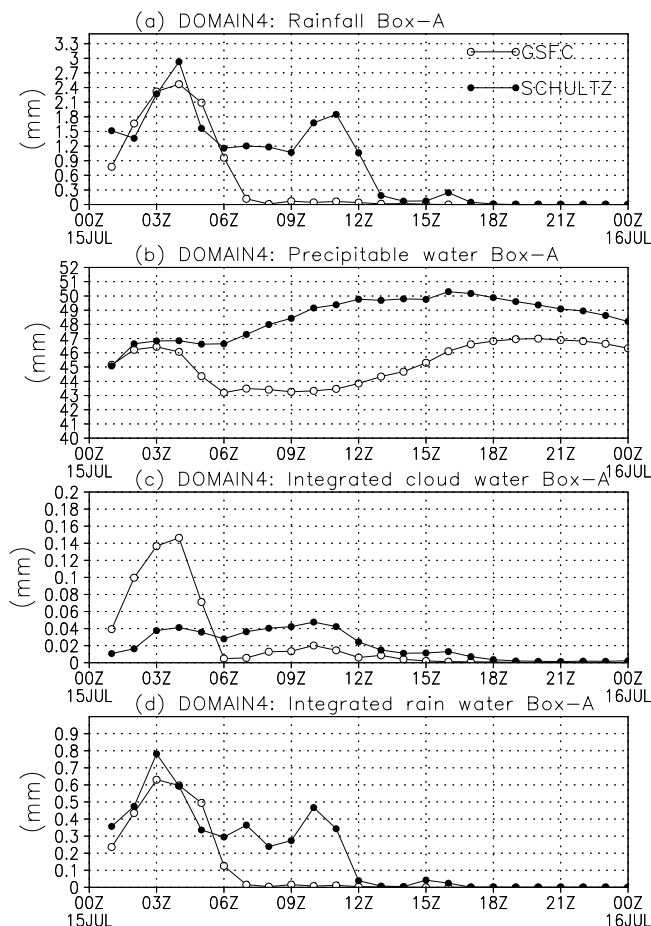 (a) DOMAIN4: Rainfall Box-A
(mm)
3.3
3
2.7
2.4
2.1
1.8
1.5
1.2
0.9
0.6
0.3
0
GSFC
SCHULTZ
00Z 03Z 06Z 09Z 12Z 15Z 18Z 21Z 00Z
15JUL 16JUL
(b) DOMAIN4: Precipitable water Box-A
(mm)
52
51
50
49
48
47
46
45
44
43
42
41
40
00Z 03Z 06Z 09Z 12Z 15Z 18Z 21Z 00Z
15JUL 16JUL
(c) DOMAIN4: Integrated cloud water Box-A
(mm)
0.2
0.18
0.16
0.14
0.12
0.1
0.08
0.06
0.04
0.02
0
00Z 03Z 06Z 09Z 12Z 15Z 18Z 21Z 00Z
15JUL 16JUL
(d) DOMAIN4: Integrated rain water Box-A
(mm)
0.9
0.8
0.7
0.6
0.5
0.4
0.3
0.2
0.1
0
00Z 03Z 06Z 09Z 12Z 15Z 18Z 21Z 00Z
15JUL 16JUL